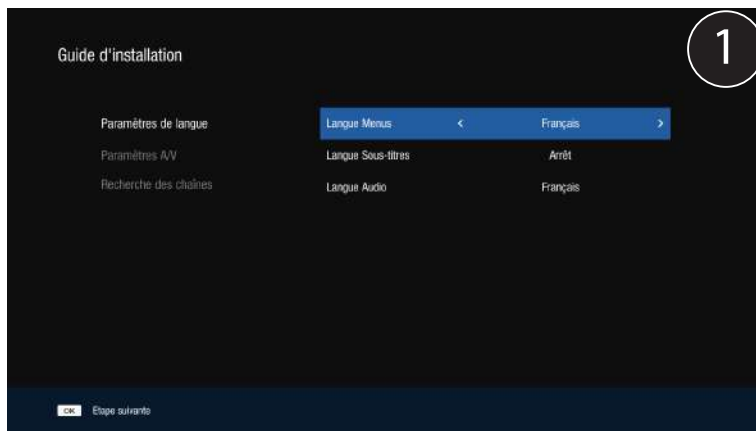 1
Guide d'installation
Paramètres de langue
Langue Menus < Français >
Paramètres A/V
Langue Sous-titres Arrêt
Recherche des chaînes
Langue Audio Français
OK Etape suivante